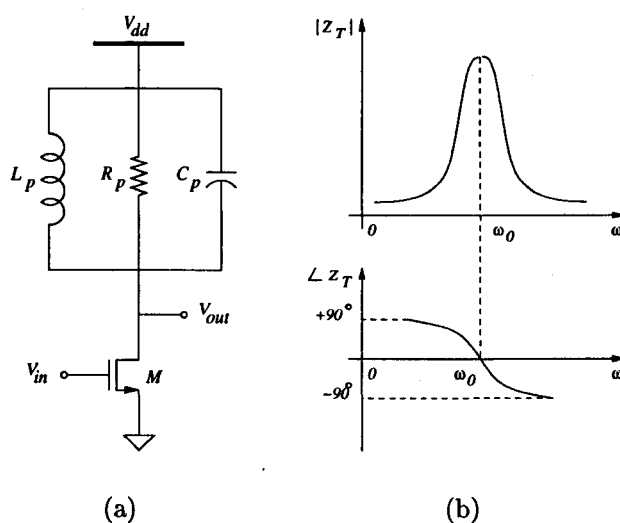 V_dd
L_p
R_p
C_p
V_out
V_in
M
(a)
|Z_T|
0
ω_0
ω
∠ Z_T
+90°
0
ω_0
ω
−90°
(b)